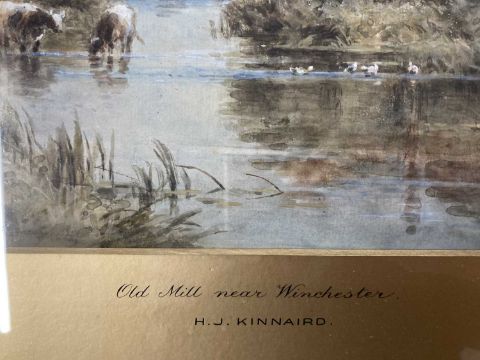 Old Mill near Winchester.
H.J. KINNAIRD.